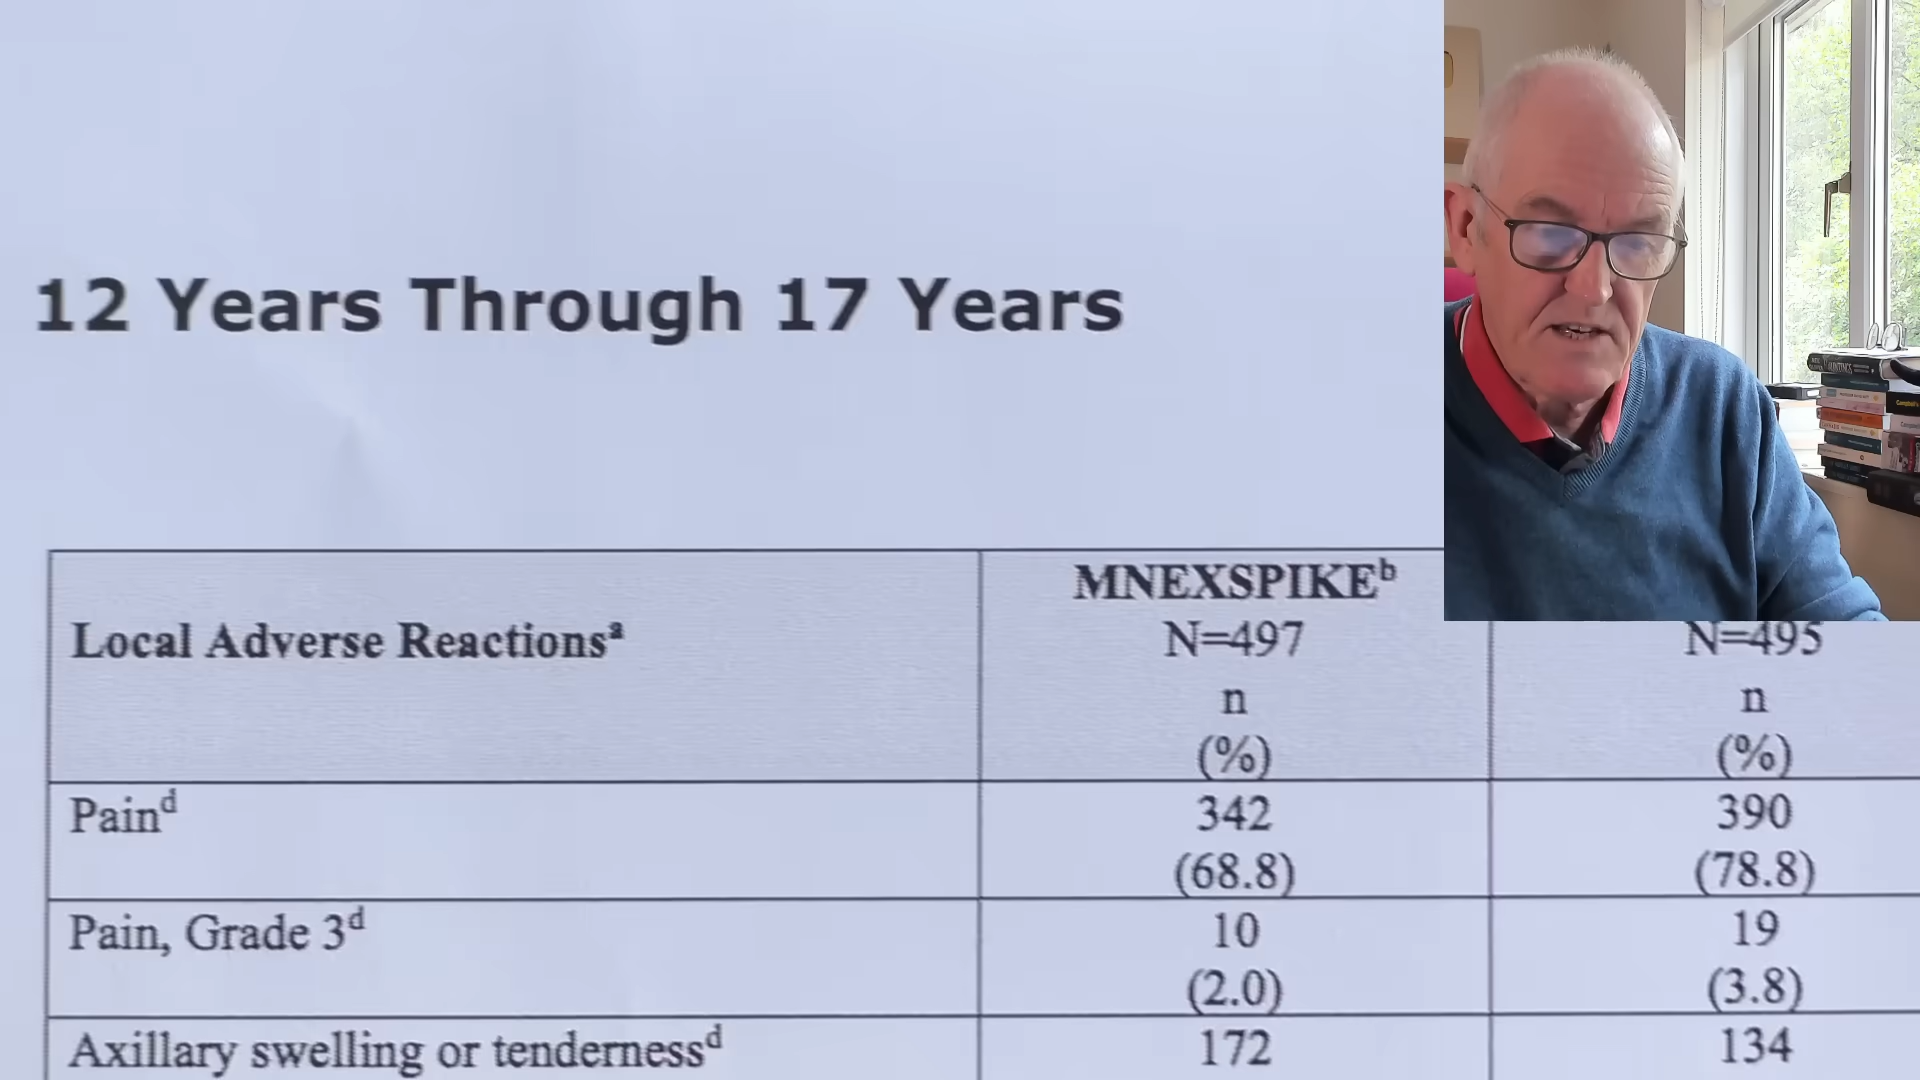 12 Years Through 17 Years
Local Adverse Reactionsᵃ
MNEXSPIKEᵇ
N=497
n
(%)
N=495
n
(%)
Painᵈ
342
(68.8)
390
(78.8)
Pain, Grade 3ᵈ
10
(2.0)
19
(3.8)
Axillary swelling or tendernessᵈ
172
134